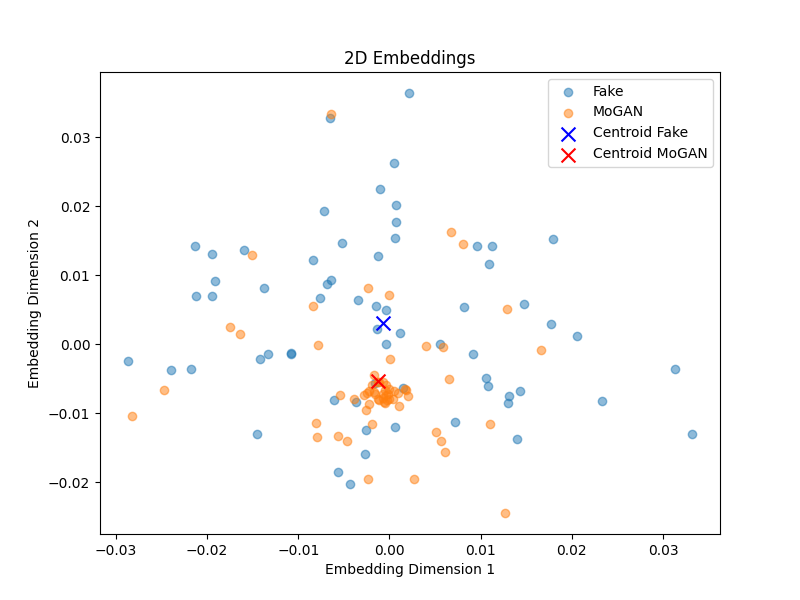 2D Embeddings
Fake
MoGAN
Centroid Fake
Centroid MoGAN
0.03
0.02
0.01
0.00
−0.01
−0.02
Embedding Dimension 2
−0.03
−0.02
−0.01
0.00
0.01
0.02
0.03
Embedding Dimension 1